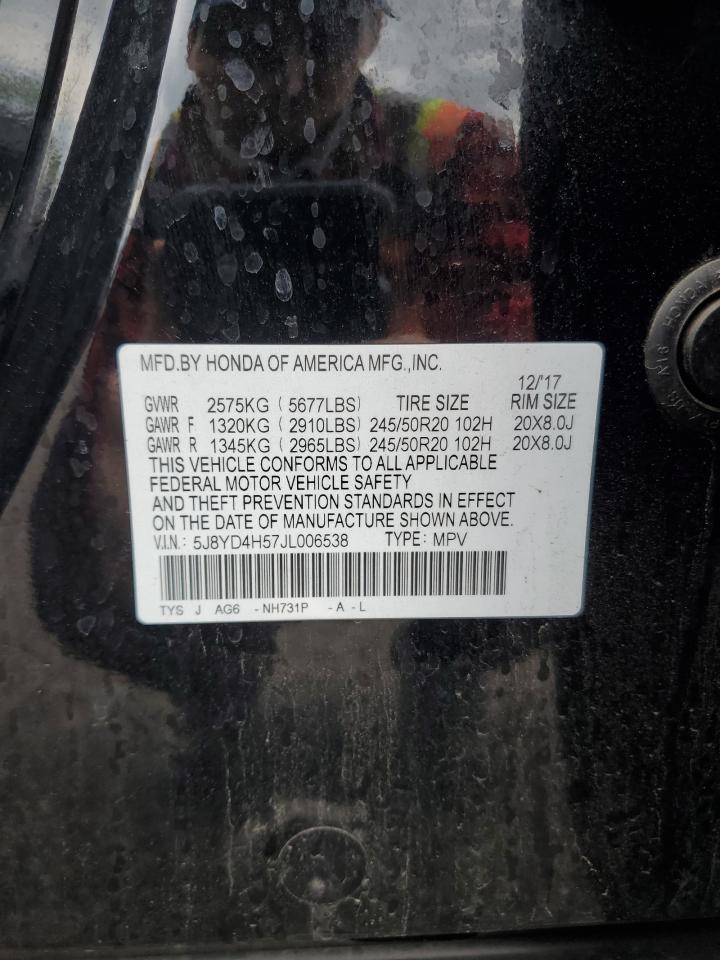 MFD.BY HONDA OF AMERICA MFG.,INC.
12/'17
GVWR 2575KG ( 5677LBS) TIRE SIZE RIM SIZE
GAWR F 1320KG ( 2910LBS) 245/50R20 102H 20X8.0J
GAWR R 1345KG ( 2965LBS) 245/50R20 102H 20X8.0J
THIS VEHICLE CONFORMS TO ALL APPLICABLE
FEDERAL MOTOR VEHICLE SAFETY
AND THEFT PREVENTION STANDARDS IN EFFECT
ON THE DATE OF MANUFACTURE SHOWN ABOVE.
V.I.N.: 5J8YD4H57JL006538 TYPE: MPV
TYS J AG6 -NH731P -A -L
HONDA